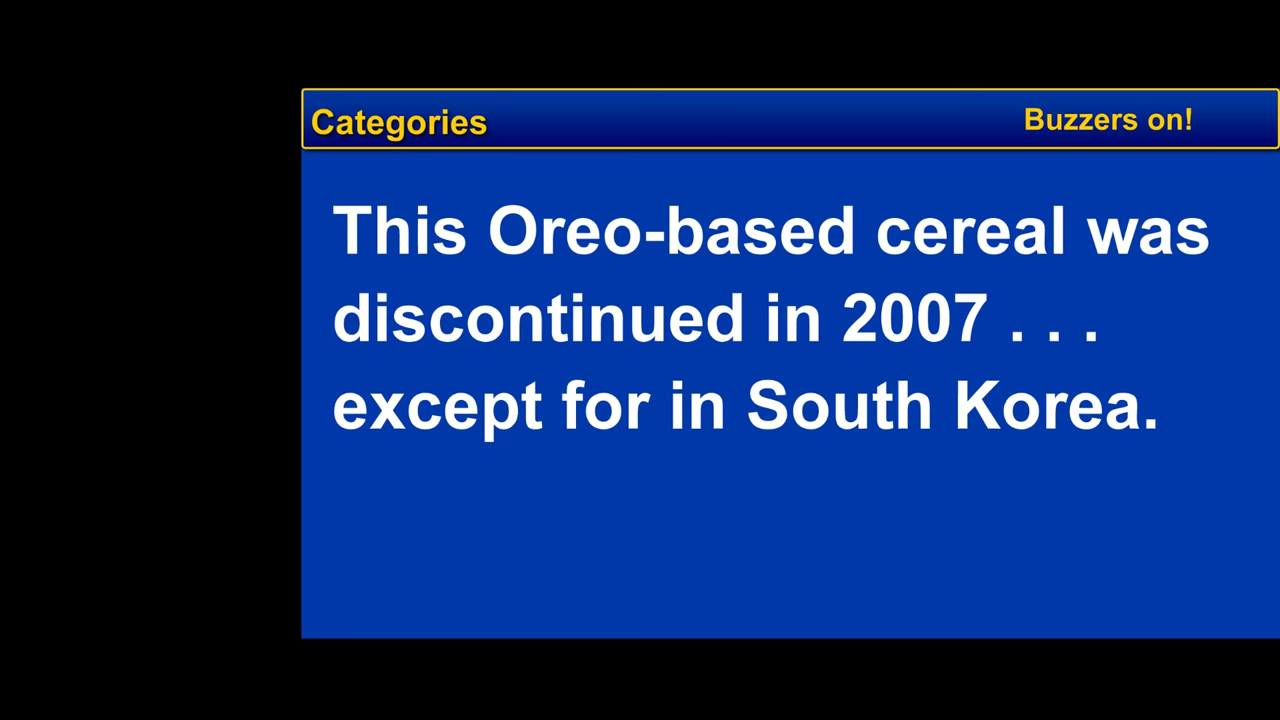 Categories
Buzzers on!
This Oreo-based cereal was
discontinued in 2007 . . .
except for in South Korea.